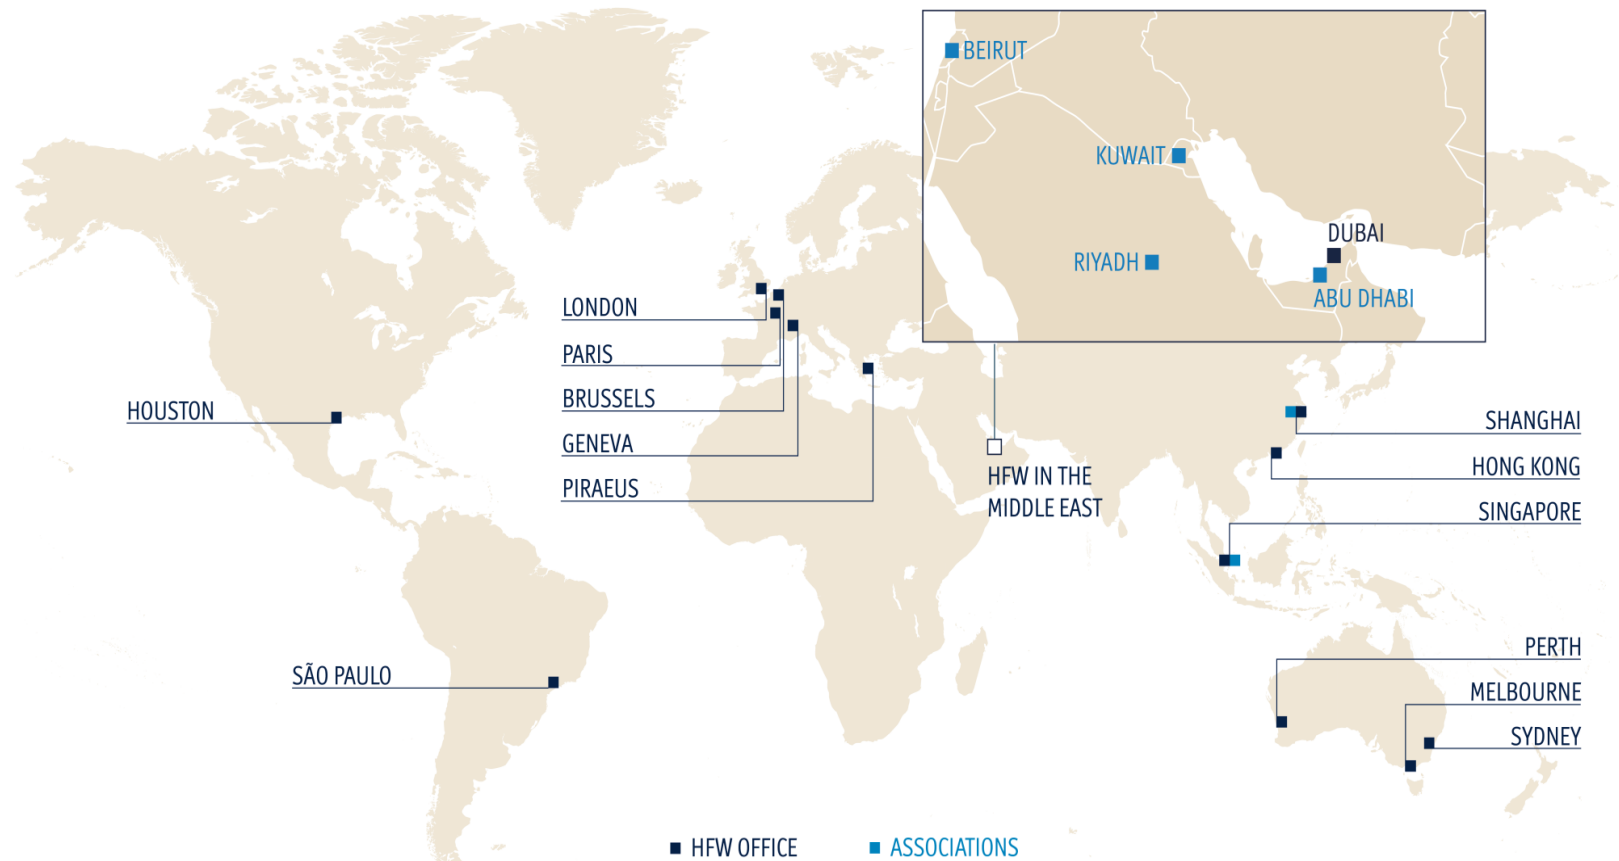 BEIRUT
KUWAIT
DUBAI
RIYADH
ABU DHABI
LONDON
PARIS
BRUSSELS
GENEVA
PIRAEUS
HOUSTON
SÃO PAULO
HFW IN THE
MIDDLE EAST
SHANGHAI
HONG KONG
SINGAPORE
PERTH
MELBOURNE
SYDNEY
HFW OFFICE
ASSOCIATIONS